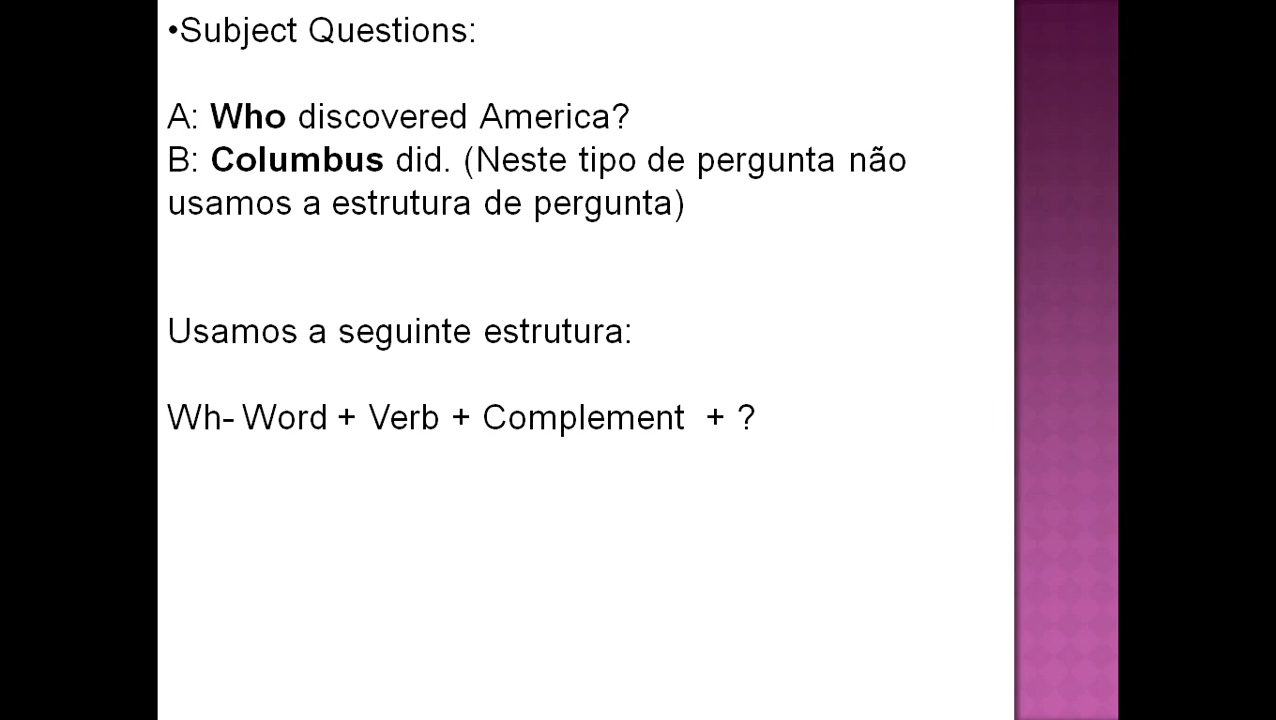 •Subject Questions:
A: Who discovered America?
B: Columbus did. (Neste tipo de pergunta não
usamos a estrutura de pergunta)
Usamos a seguinte estrutura:
Wh- Word + Verb + Complement + ?